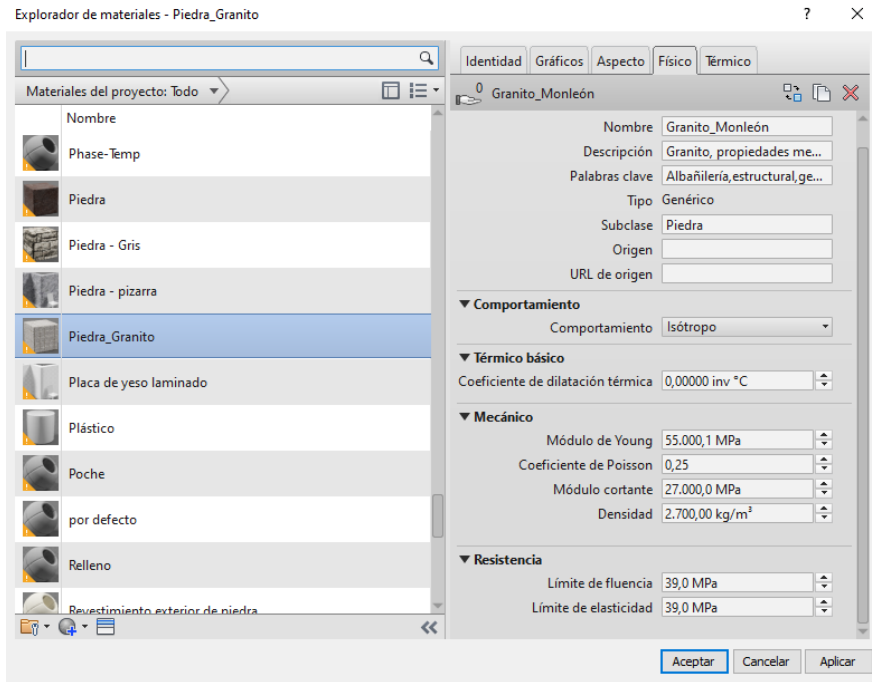 Explorador de materiales - Piedra_Granito
Materiales del proyecto: Todo
Nombre
Phase-Temp
Piedra
Piedra - Gris
Piedra - pizarra
Piedra_Granito
Placa de yeso laminado
Plástico
Poche
por defecto
Relleno
Revestimiento exterior de piedra
Identidad Gráficos Aspecto Físico Térmico
0 Granito_Monleón
Nombre Granito_Monleón
Descripción Granito, propiedades me...
Palabras clave Albañilería,estructural,ge...
Tipo Genérico
Subclase Piedra
Origen
URL de origen
Comportamiento
Comportamiento Isótropo
Térmico básico
Coeficiente de dilatación térmica 0,00000 inv °C
Mecánico
Módulo de Young 55.000,1 MPa
Coeficiente de Poisson 0,25
Módulo cortante 27.000,0 MPa
Densidad 2.700,00 kg/m³
Resistencia
Límite de fluencia 39,0 MPa
Límite de elasticidad 39,0 MPa
Aceptar Cancelar Aplicar